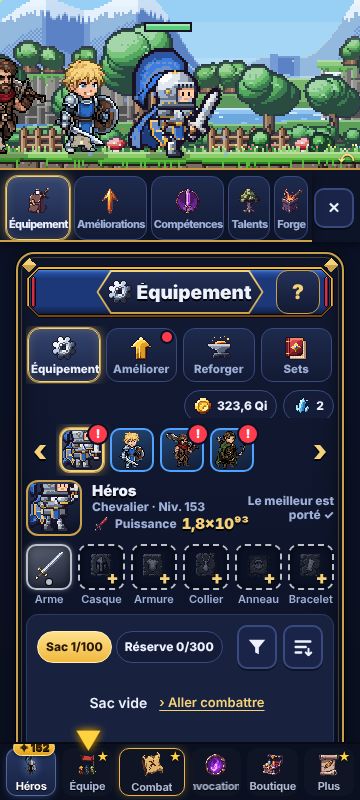 Équipement
Améliorations
Compétences
Talents
Forge
×
Équipement
?
Équipement
Améliorer
Reforger
Sets
323,6 Qi
2
!
!
!
Héros
Chevalier · Niv. 153
Puissance 1,8×10⁹³
Le meilleur est
porté ✓
Arme
Casque
Armure
Collier
Anneau
Bracelet
Sac 1/100
Réserve 0/300
Sac vide
› Aller combattre
Héros
Équipe
Combat
nvocation
Boutique
Plus